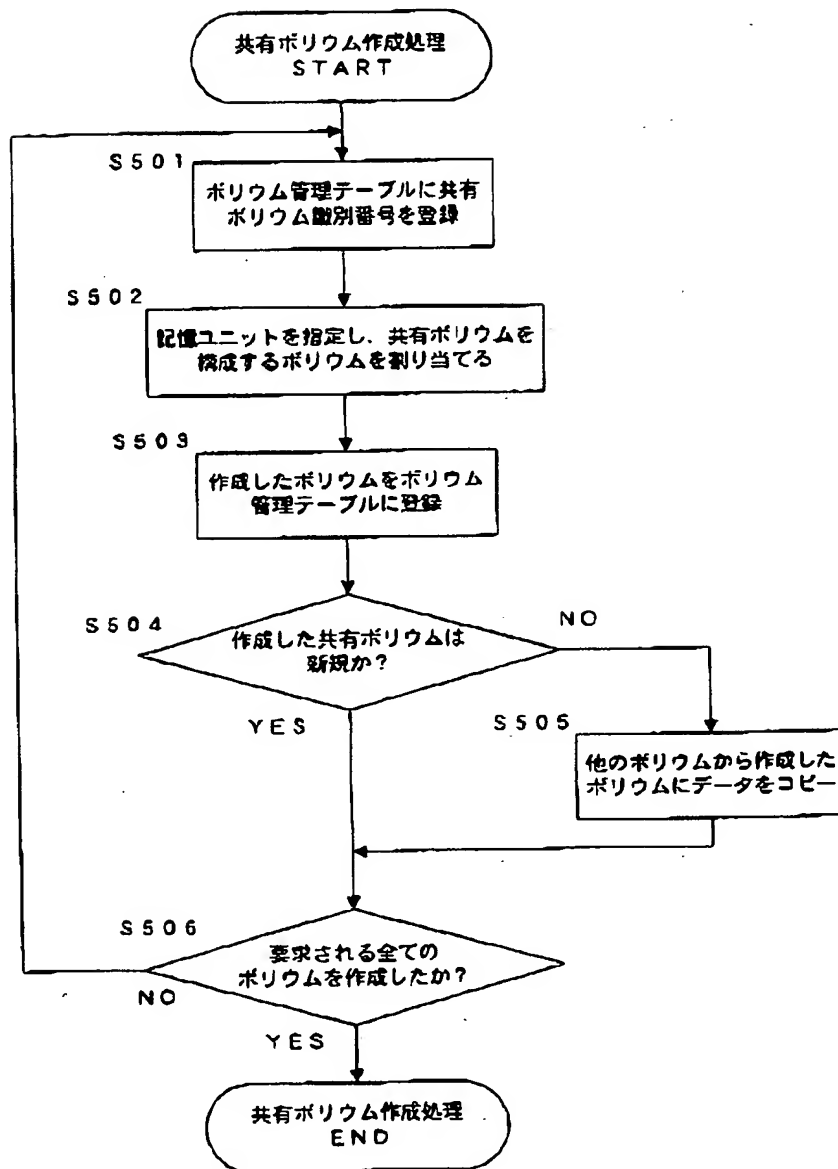 共有ボリウム作成処理
START
S501
ボリウム管理テーブルに共有
ボリウム識別番号を登録
S502
記憶ユニットを指定し、共有ボリウムを
構成するボリウムを割り当てる
S503
作成したボリウムをボリウム
管理テーブルに登録
S504
作成した共有ボリウムは
新規か？
NO
YES
S505
他のボリウムから作成した
ボリウムにデータをコピー
S506
要求される全ての
ボリウムを作成したか？
NO
YES
共有ボリウム作成処理
END